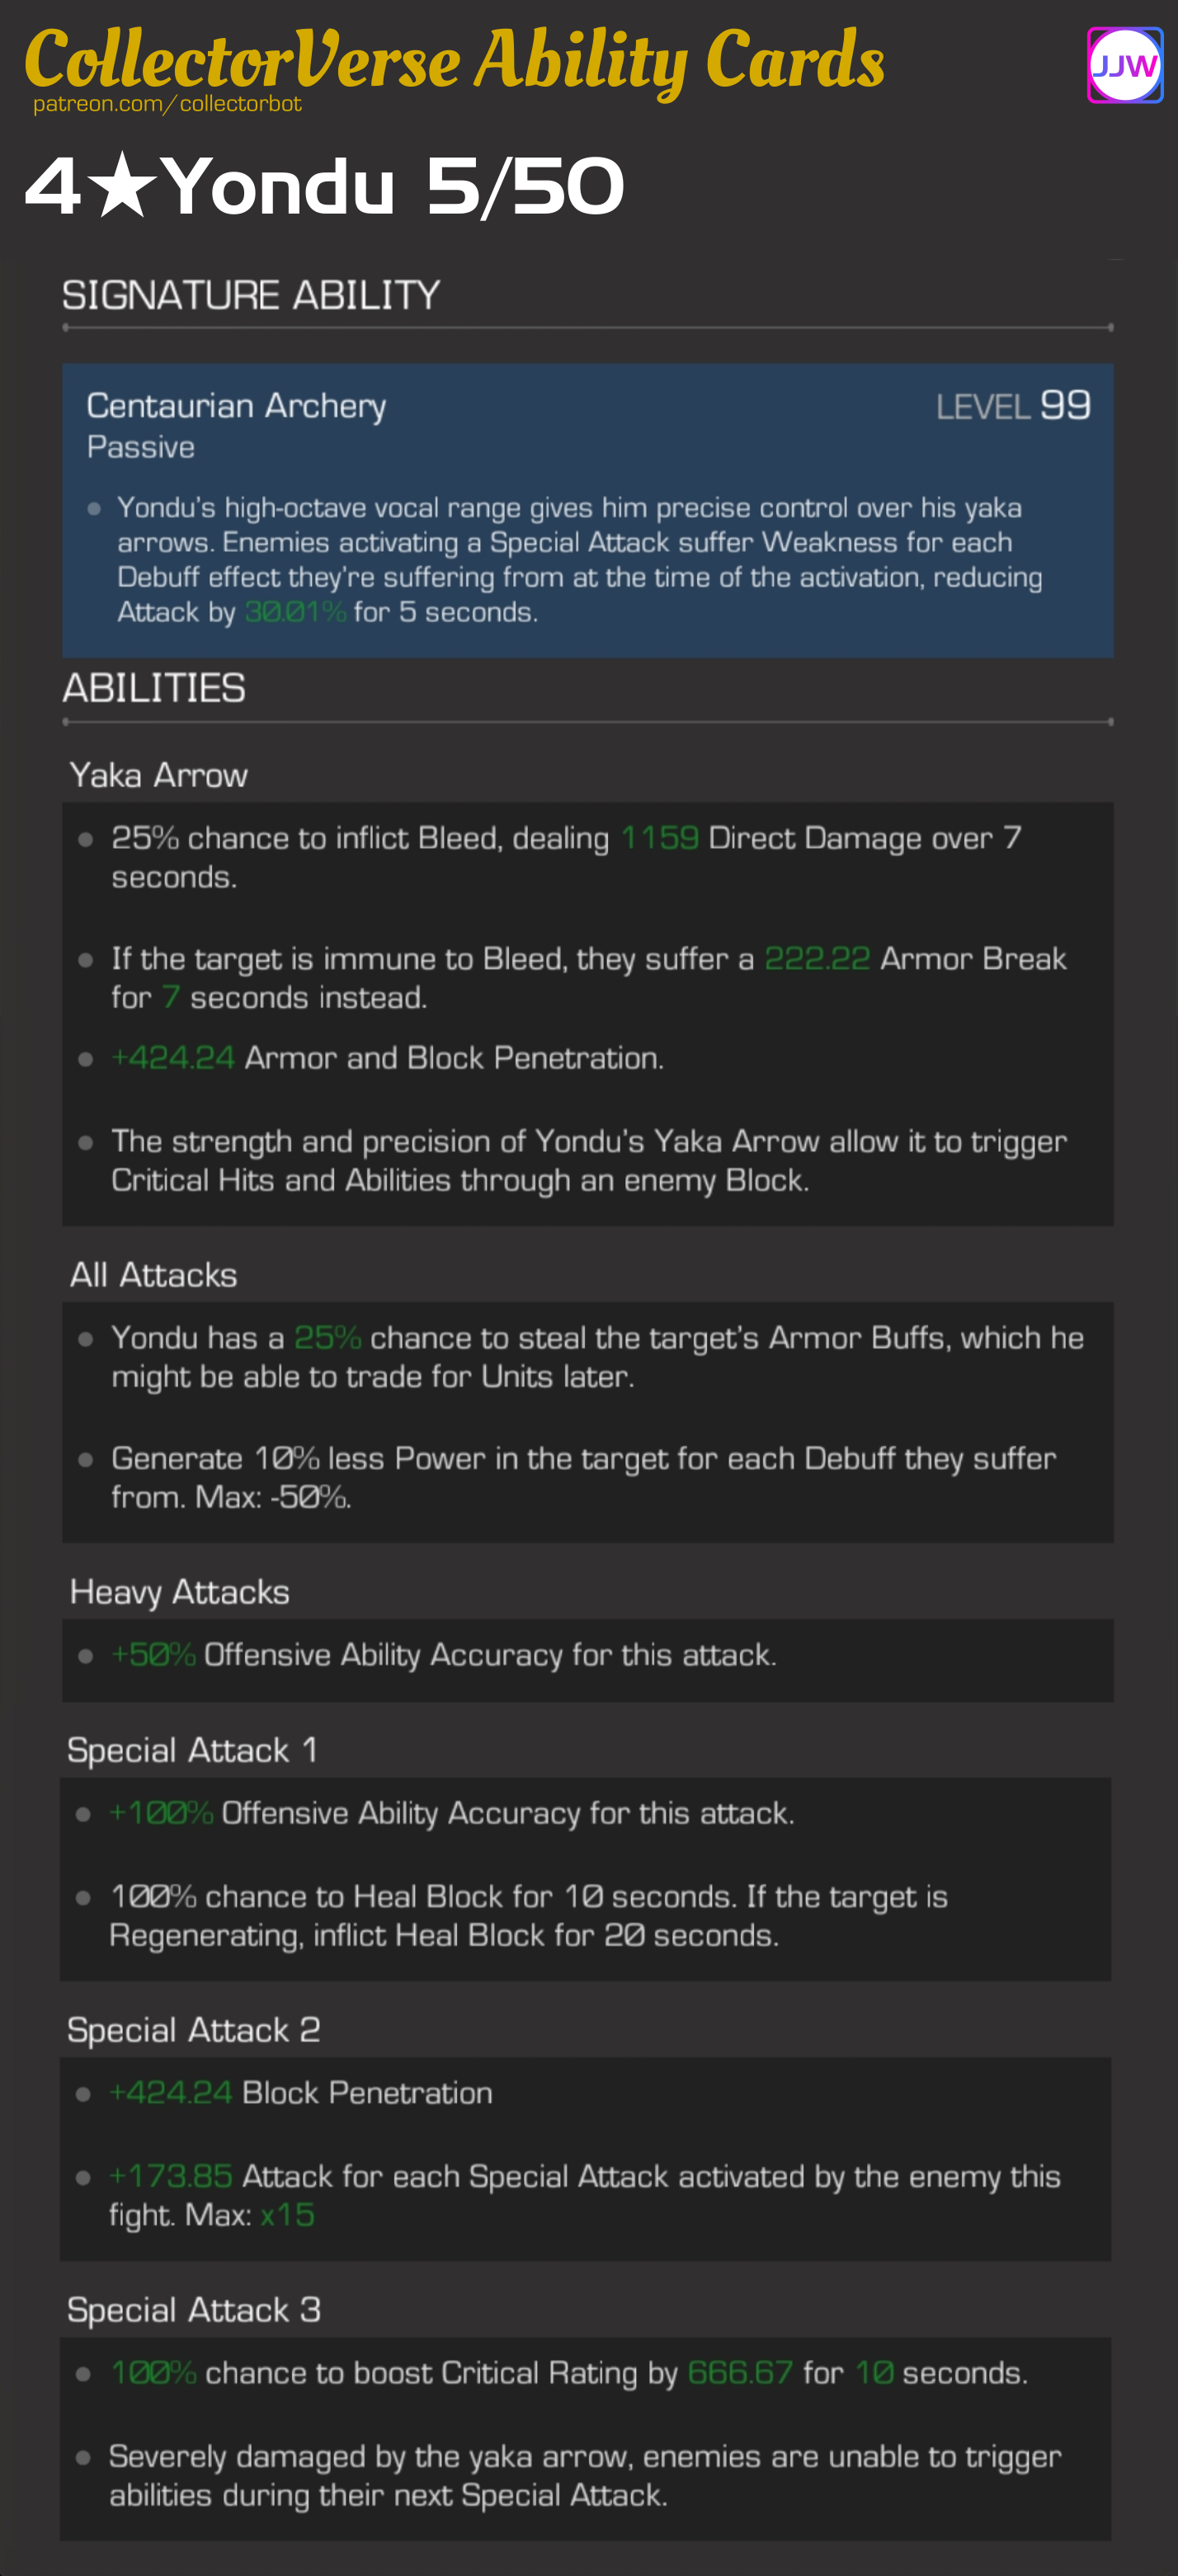 CollectorVerse Ability Cards
patreon.com/collectorbot
JJW
4★Yondu 5/50
SIGNATURE ABILITY
Centaurian Archery
LEVEL 99
Passive
Yondu's high-octave vocal range gives him precise control over his yaka
arrows. Enemies activating a Special Attack suffer Weakness for each
Debuff effect they're suffering from at the time of the activation, reducing
Attack by 30.01% for 5 seconds.
ABILITIES
Yaka Arrow
25% chance to inflict Bleed, dealing 1159 Direct Damage over 7
seconds.
If the target is immune to Bleed, they suffer a 222.22 Armor Break
for 7 seconds instead.
+424.24 Armor and Block Penetration.
The strength and precision of Yondu's Yaka Arrow allow it to trigger
Critical Hits and Abilities through an enemy Block.
All Attacks
Yondu has a 25% chance to steal the target's Armor Buffs, which he
might be able to trade for Units later.
Generate 10% less Power in the target for each Debuff they suffer
from. Max: -50%.
Heavy Attacks
+50% Offensive Ability Accuracy for this attack.
Special Attack 1
+100% Offensive Ability Accuracy for this attack.
100% chance to Heal Block for 10 seconds. If the target is
Regenerating, inflict Heal Block for 20 seconds.
Special Attack 2
+424.24 Block Penetration
+173.85 Attack for each Special Attack activated by the enemy this
fight. Max: x15
Special Attack 3
100% chance to boost Critical Rating by 666.67 for 10 seconds.
Severely damaged by the yaka arrow, enemies are unable to trigger
abilities during their next Special Attack.